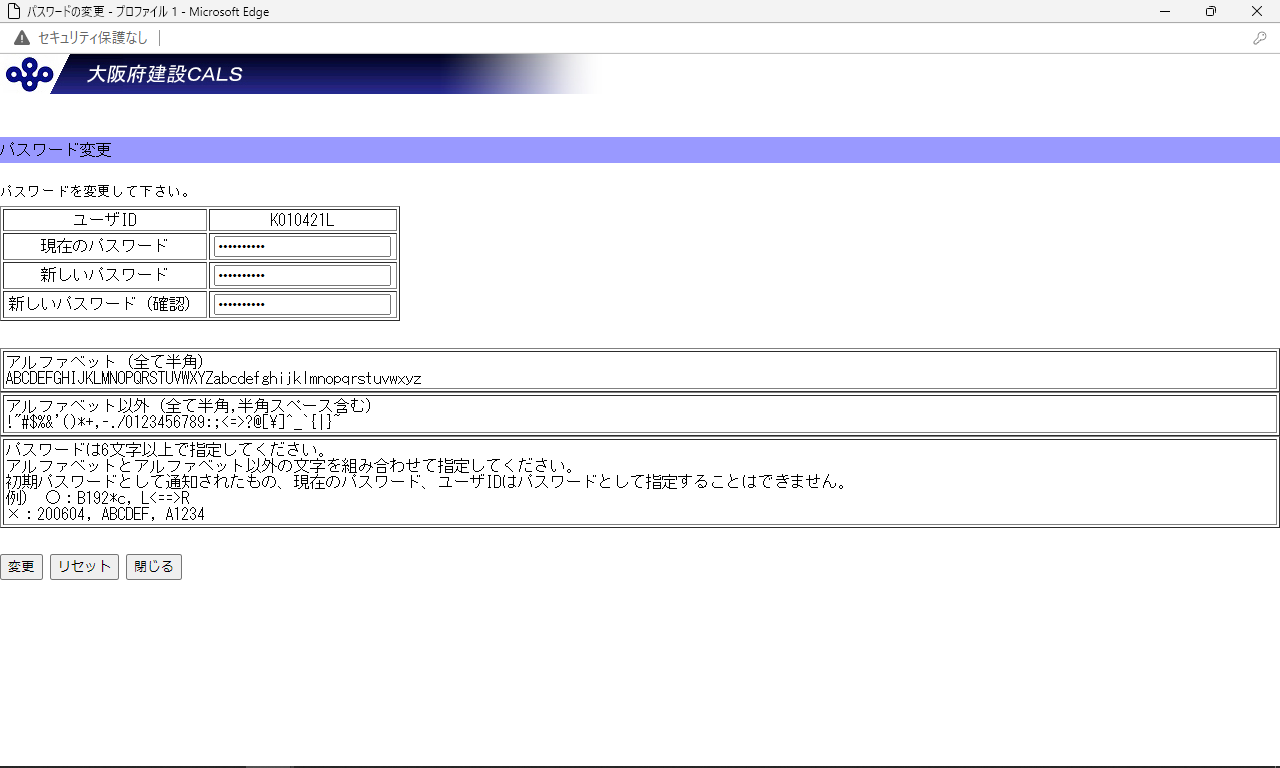 パスワードの変更 - プロファイル 1 - Microsoft Edge
セキュリティ保護なし
大阪府建設CALS
パスワード変更
パスワードを変更して下さい。
ユーザID K010421L
現在のパスワード ••••••••••
新しいパスワード ••••••••••
新しいパスワード（確認） ••••••••••
アルファベット（全て半角）
ABCDEFGHIJKLMNOPQRSTUVWXYZabcdefghijklmnopqrstuvwxyz
アルファベット以外（全て半角,半角スペース含む）
!"#$%&'()*+,-./0123456789:;<=>?@[\]^_`{|}~
パスワードは6文字以上で指定してください。
アルファベットとアルファベット以外の文字を組み合わせて指定してください。
初期パスワードとして通知されたもの、現在のパスワード、ユーザIDはパスワードとして指定することはできません。
例） ○：B192*c, L<==>R
×：200604, ABCDEF, A1234
変更 リセット 閉じる